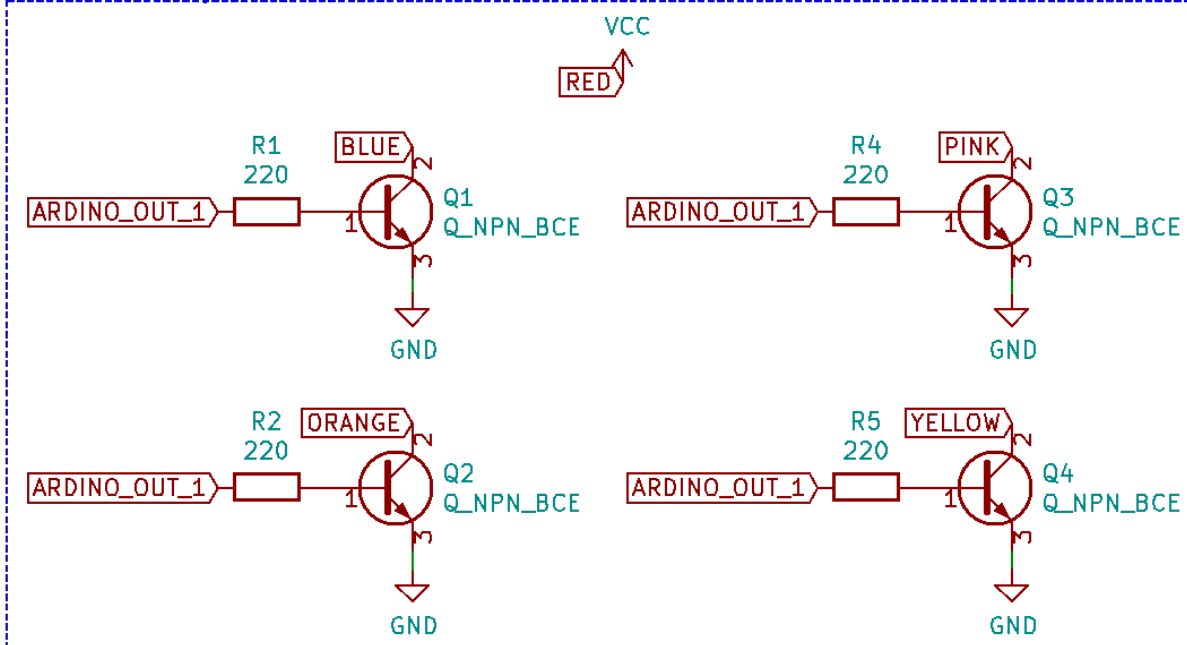 VCC
RED
R1
220
BLUE
2
ARDINO_OUT_1
1
Q1
Q_NPN_BCE
3
GND
R4
220
PINK
2
ARDINO_OUT_1
1
Q3
Q_NPN_BCE
3
GND
R2
220
ORANGE
2
ARDINO_OUT_1
1
Q2
Q_NPN_BCE
3
GND
R5
220
YELLOW
2
ARDINO_OUT_1
1
Q4
Q_NPN_BCE
3
GND